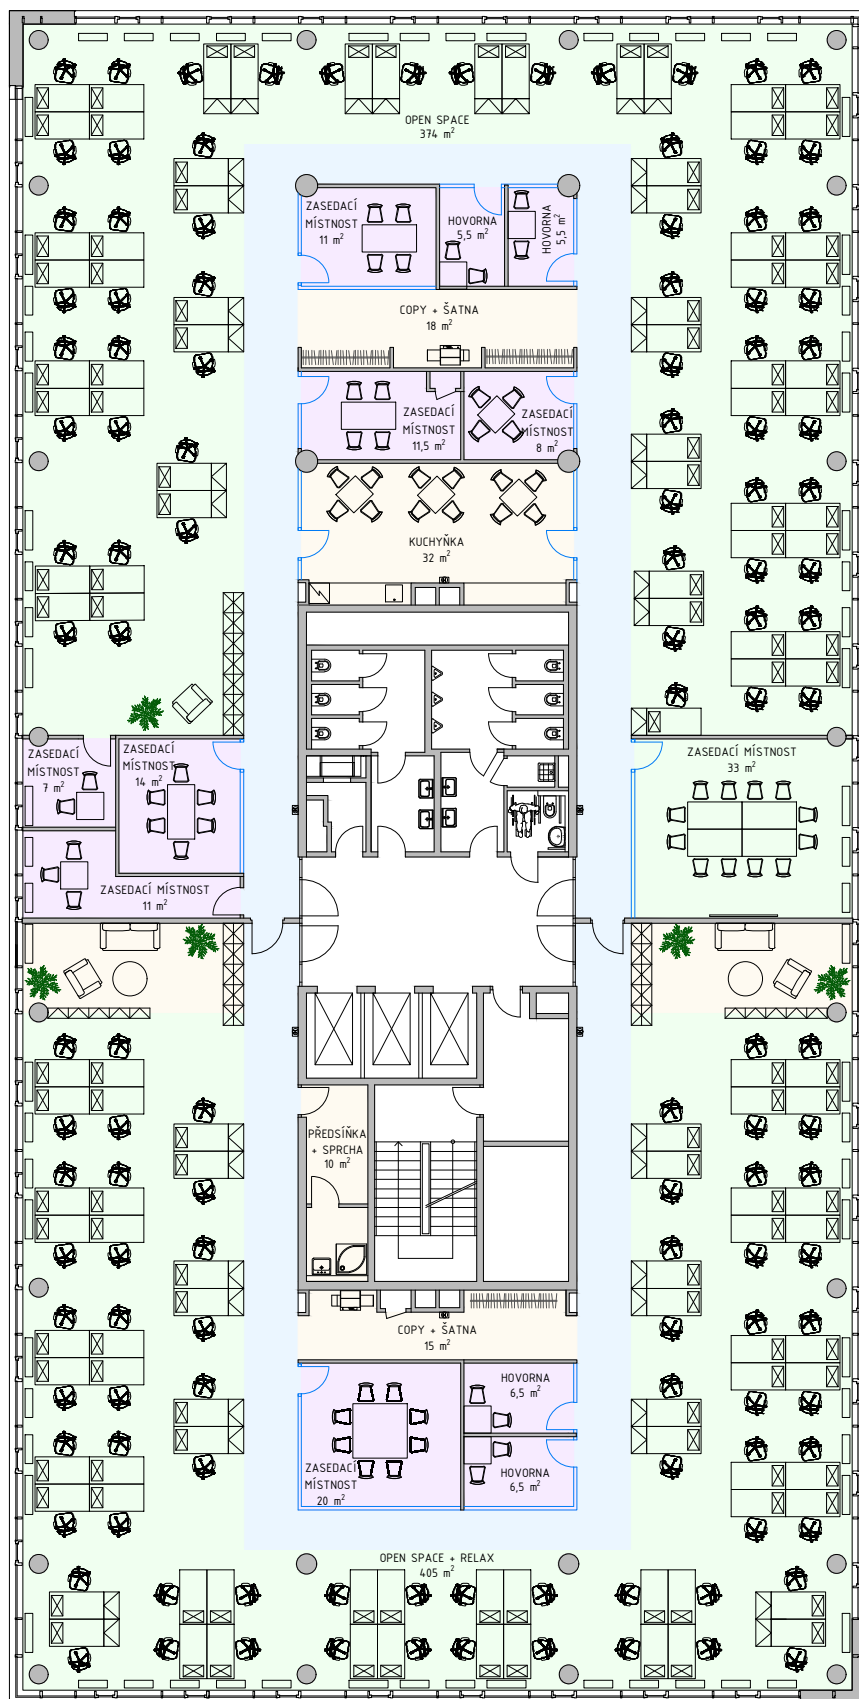 OPEN SPACE
374 m²
ZASEDACÍ
MÍSTNOST
11 m²
HOVORNA
5,5 m²
HOVORNA
5,5 m²
COPY + ŠATNA
18 m²
ZASEDACÍ
MÍSTNOST
11,5 m²
ZASEDACÍ
MÍSTNOST
8 m²
KUCHYŇKA
32 m²
ZASEDACÍ
MÍSTNOST
7 m²
ZASEDACÍ
MÍSTNOST
14 m²
ZASEDACÍ MÍSTNOST
33 m²
ZASEDACÍ MÍSTNOST
11 m²
PŘEDSÍŇKA
+ SPRCHA
10 m²
COPY + ŠATNA
15 m²
HOVORNA
6,5 m²
ZASEDACÍ
MÍSTNOST
20 m²
HOVORNA
6,5 m²
OPEN SPACE + RELAX
405 m²